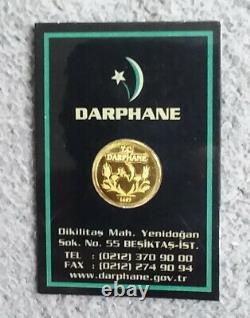 DARPHANE
DARPHANE
Dikilitaş Mah. Yenidoğan
Sok. No. 55 BEŞİKTAŞ-İST.
TEL : (0212) 370 90 00
FAX : (0212) 274 90 94
www.darphane.gov.tr